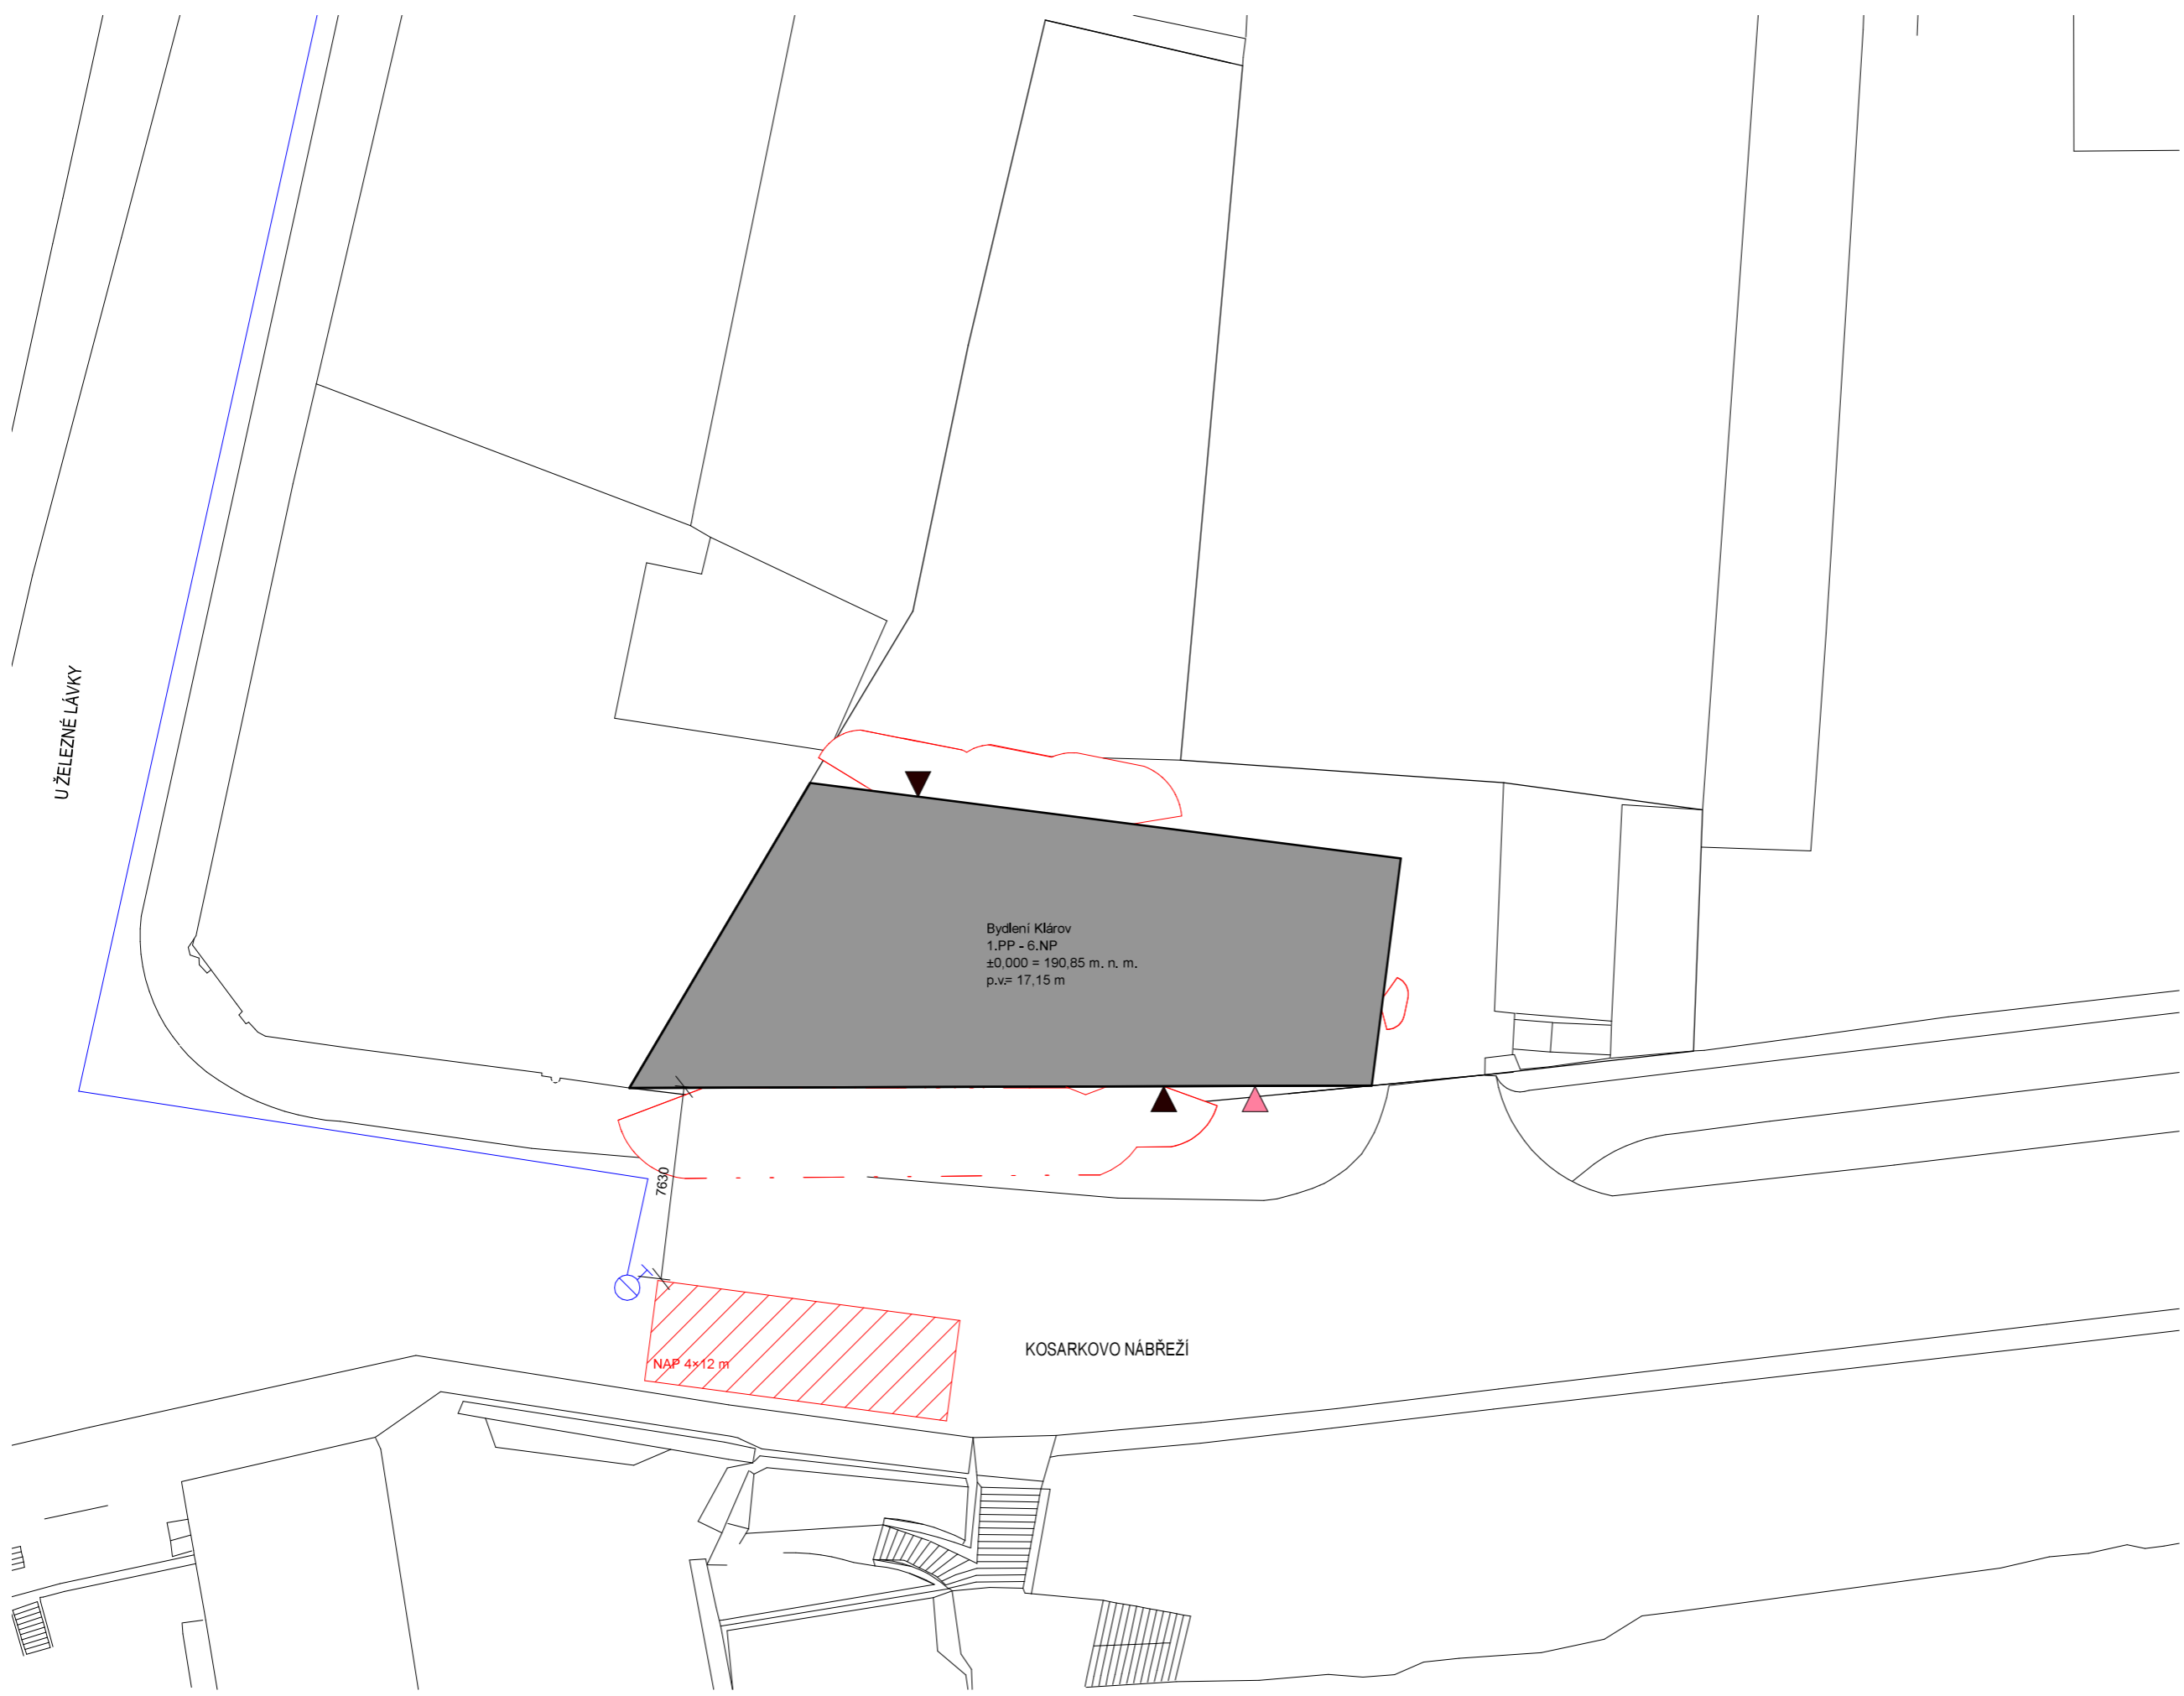 U ŽELEZNÉ LÁVKY
Bydlení Klárov
1.PP - 6.NP
±0,000 = 190,85 m. n. m.
p.v.= 17,15 m
7630
NAP 4×12 m
KOSARKOVO NÁBŘEŽÍ